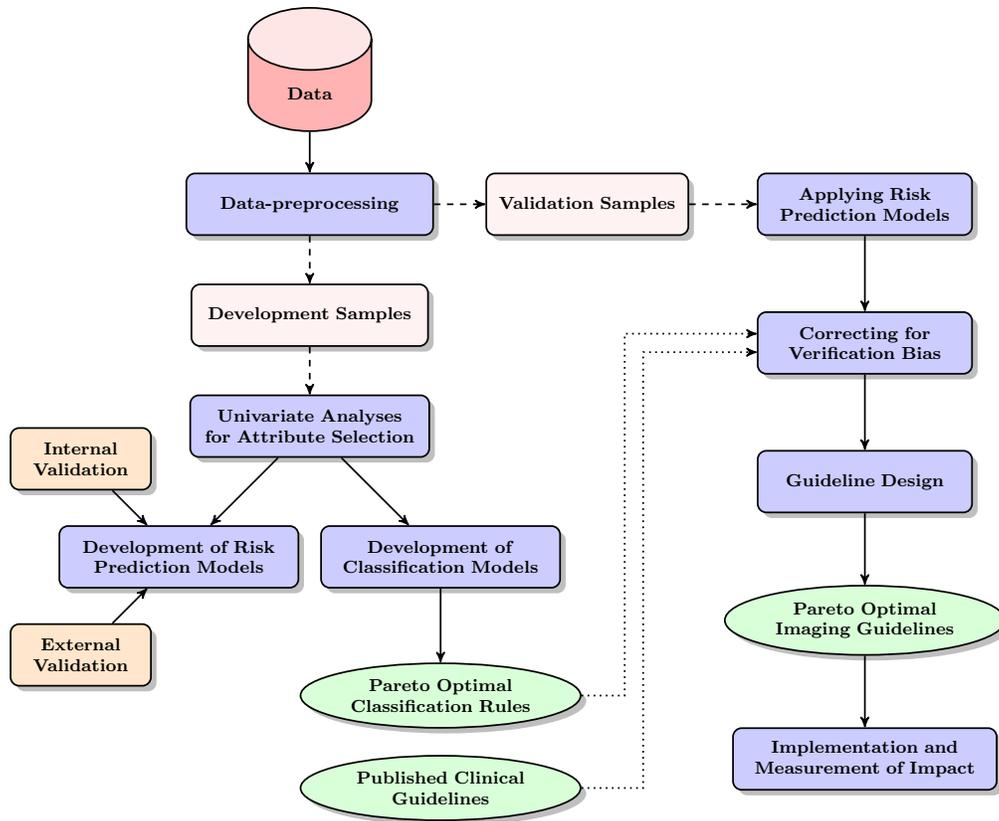 Data
Data-preprocessing
Validation Samples
Applying Risk
Prediction Models
Development Samples
Correcting for
Verification Bias
Univariate Analyses
for Attribute Selection
Internal
Validation
Guideline Design
Development of Risk
Prediction Models
Development of
Classification Models
Pareto Optimal
Imaging Guidelines
External
Validation
Pareto Optimal
Classification Rules
Implementation and
Measurement of Impact
Published Clinical
Guidelines